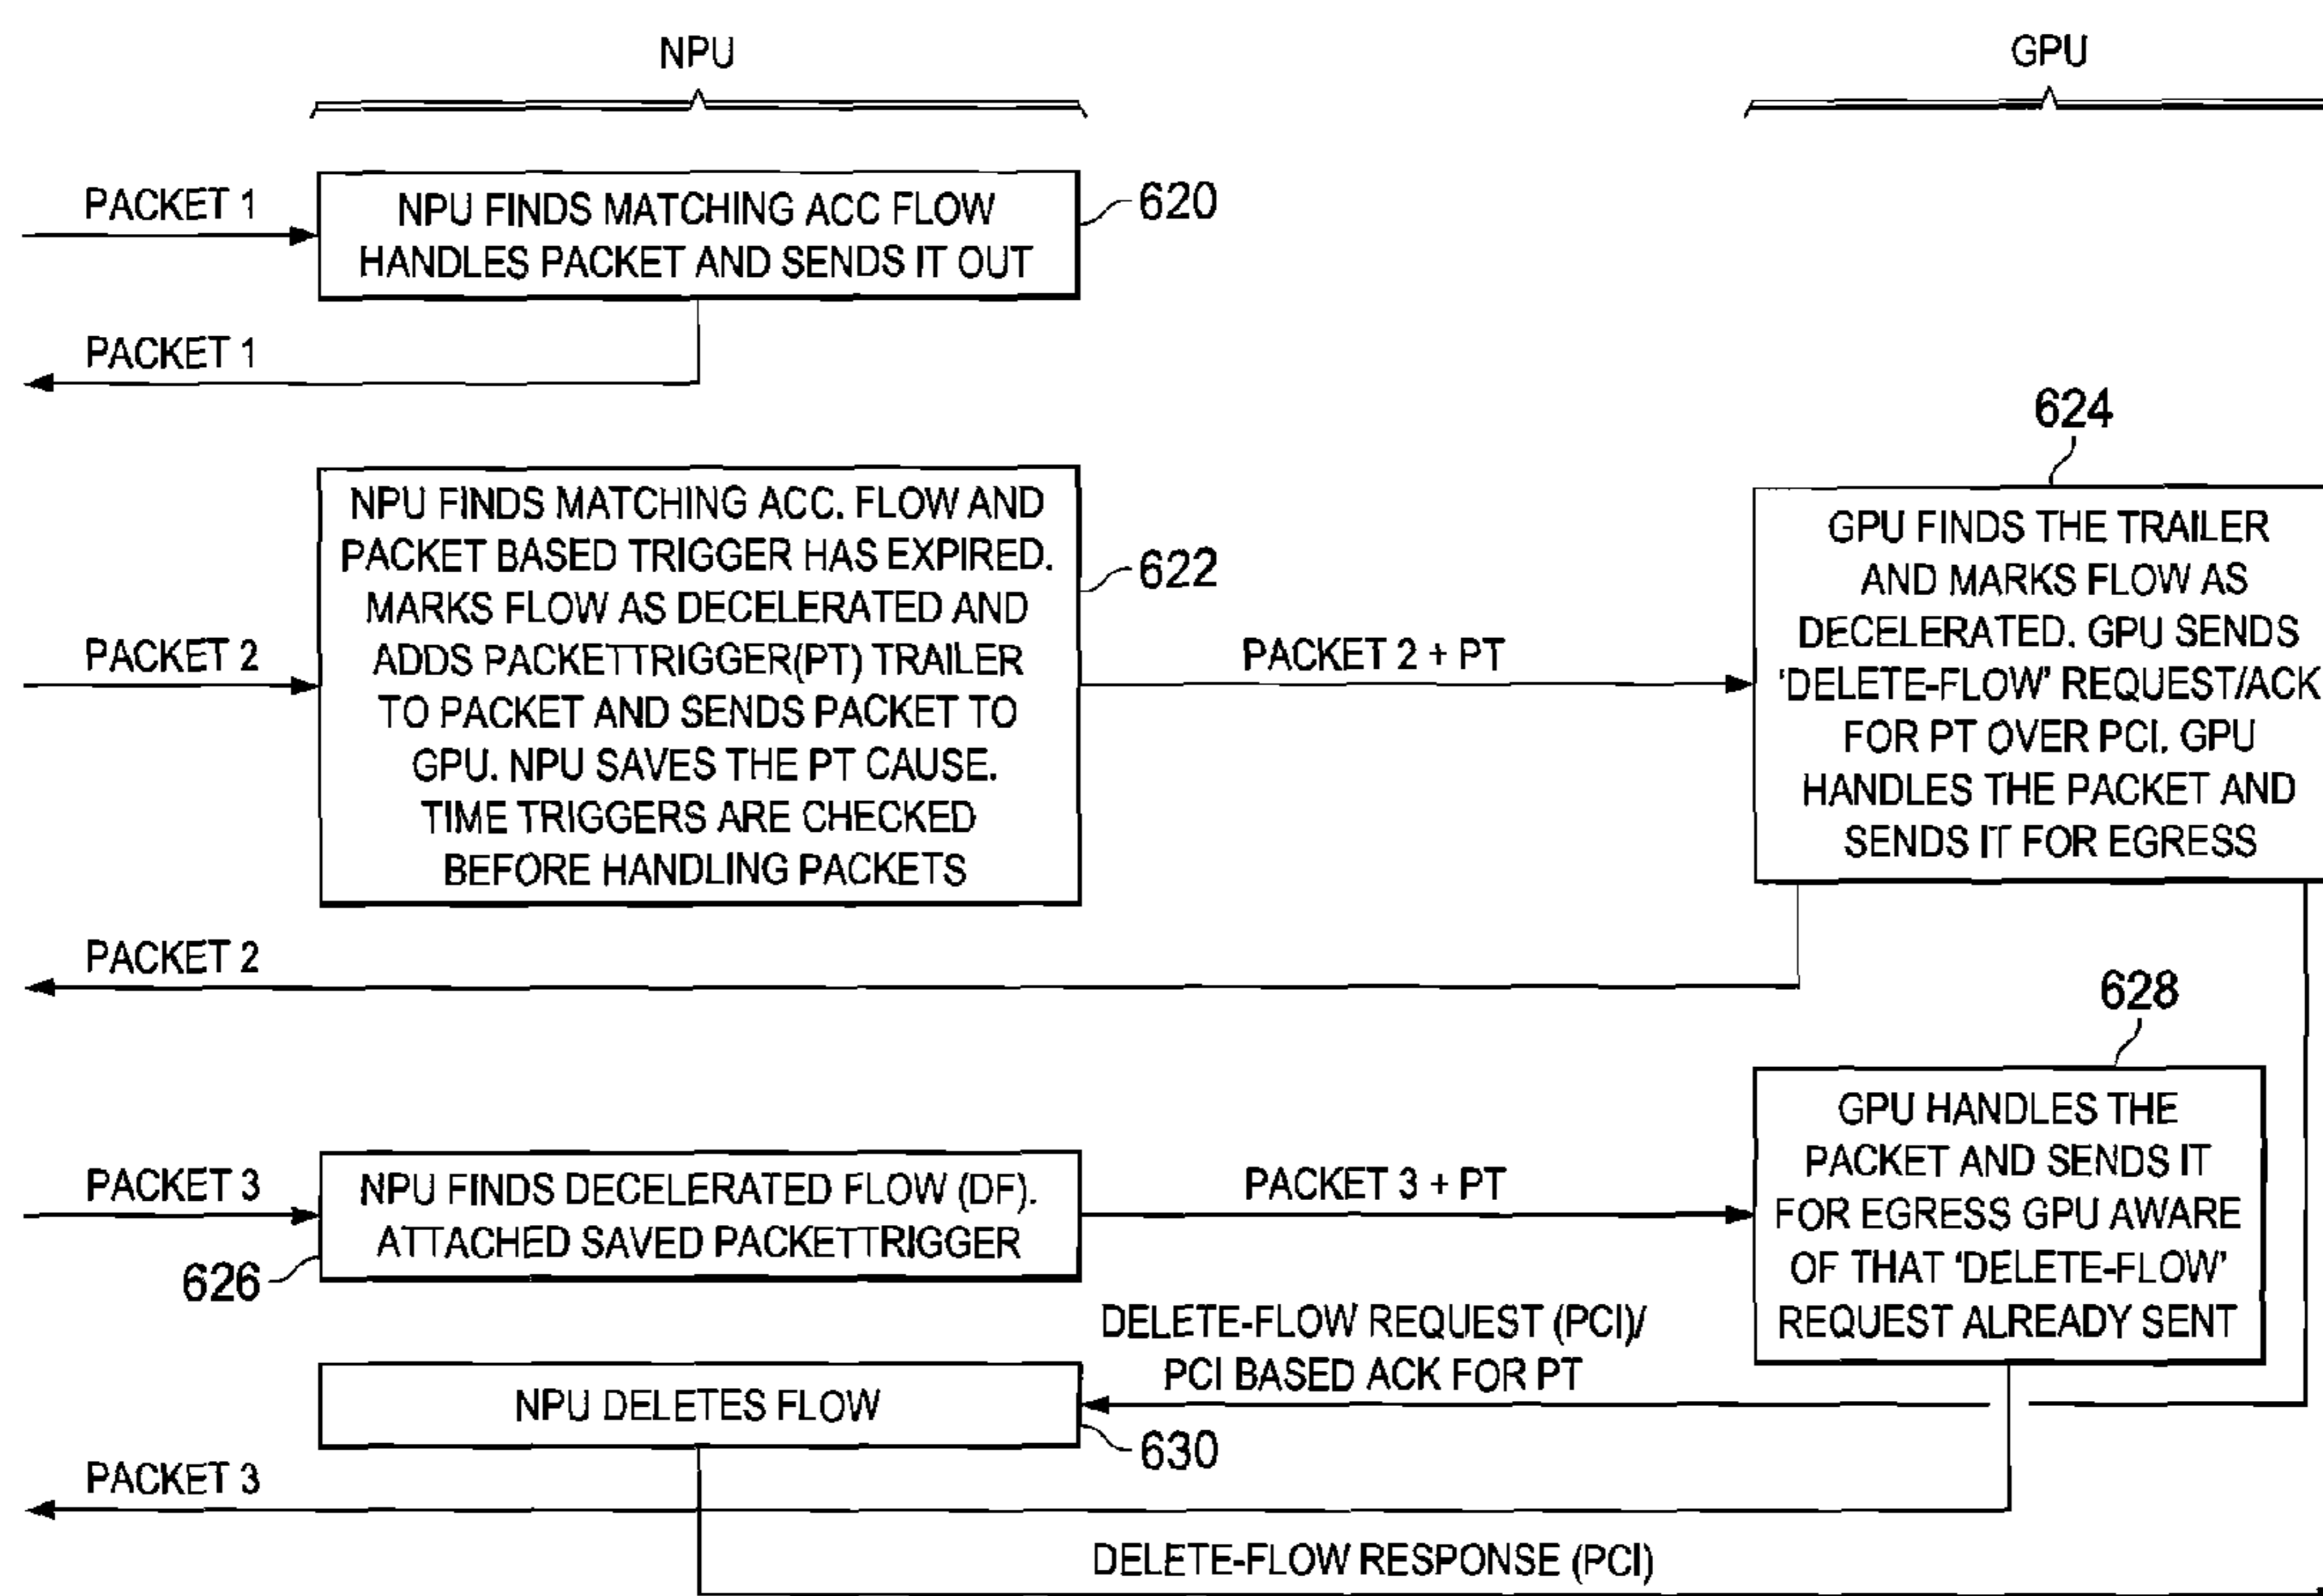 NPU
GPU
PACKET 1
NPU FINDS MATCHING ACC FLOW
HANDLES PACKET AND SENDS IT OUT
620
PACKET 1
624
PACKET 2
NPU FINDS MATCHING ACC. FLOW AND
PACKET BASED TRIGGER HAS EXPIRED.
MARKS FLOW AS DECELERATED AND
ADDS PACKETTRIGGER(PT) TRAILER
TO PACKET AND SENDS PACKET TO
GPU. NPU SAVES THE PT CAUSE.
TIME TRIGGERS ARE CHECKED
BEFORE HANDLING PACKETS
622
PACKET 2 + PT
GPU FINDS THE TRAILER
AND MARKS FLOW AS
DECELERATED. GPU SENDS
'DELETE-FLOW' REQUEST/ACK
FOR PT OVER PCI. GPU
HANDLES THE PACKET AND
SENDS IT FOR EGRESS
PACKET 2
628
PACKET 3
NPU FINDS DECELERATED FLOW (DF).
ATTACHED SAVED PACKETTRIGGER
626
PACKET 3 + PT
GPU HANDLES THE
PACKET AND SENDS IT
FOR EGRESS GPU AWARE
OF THAT 'DELETE-FLOW'
REQUEST ALREADY SENT
DELETE-FLOW REQUEST (PCI)/
PCI BASED ACK FOR PT
NPU DELETES FLOW
630
PACKET 3
DELETE-FLOW RESPONSE (PCI)